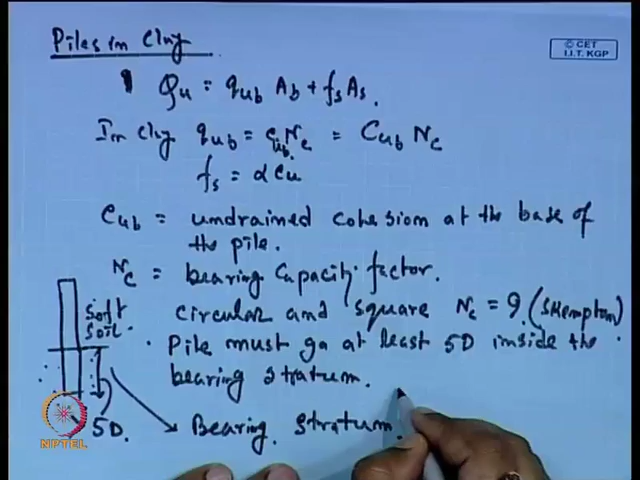 Piles in Clay
© CET
I.I.T. KGP
Qu = qub Ab + fs As.
In Clay qub = cub Nc = Cub Nc
fs = α Cu
Cub = undrained cohesion at the base of
the pile.
Nc = bearing Capacity factor.
circular and square Nc = 9. (Skempton)
soft
soil.
Pile must go at least 5D inside the
bearing stratum.
5D.
Bearing stratum.
NPTEL